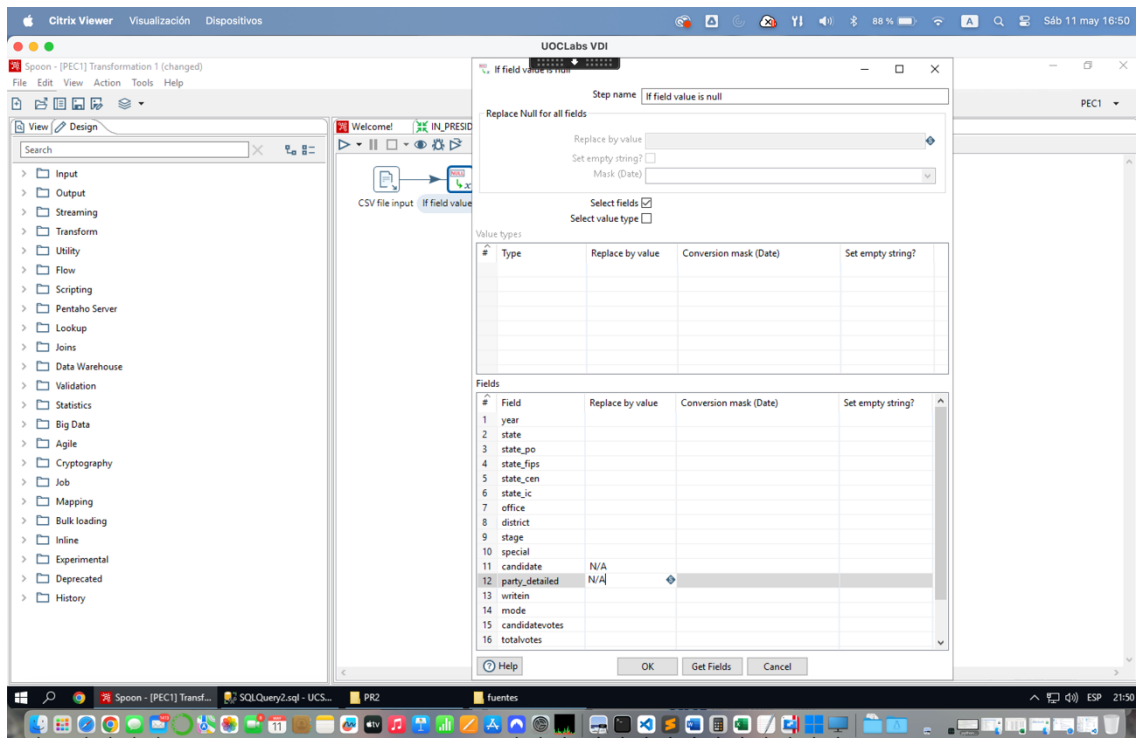 Citrix Viewer Visualización Dispositivos 88 % A Sáb 11 may 16:50
UOCLabs VDI
Spoon - [PEC1] Transformation 1 (changed)
File Edit View Action Tools Help
PEC1
View Design
Search
Input
Output
Streaming
Transform
Utility
Flow
Scripting
Pentaho Server
Lookup
Joins
Data Warehouse
Validation
Statistics
Big Data
Agile
Cryptography
Job
Mapping
Bulk loading
Inline
Experimental
Deprecated
History
Welcome! IN_PRESID
CSV file input If field value
If field value is null
Step name If field value is null
Replace Null for all fields
Replace by value
Set empty string?
Mask (Date)
Select fields
Select value type
Value types
# Type Replace by value Conversion mask (Date) Set empty string?
Fields
# Field Replace by value Conversion mask (Date) Set empty string?
1 year
2 state
3 state_po
4 state_fips
5 state_cen
6 state_ic
7 office
8 district
9 stage
10 special
11 candidate N/A
12 party_detailed N/A
13 writein
14 mode
15 candidatevotes
16 totalvotes
Help OK Get Fields Cancel
Spoon - [PEC1] Transf... SQLQuery2.sql - UCS... PR2 fuentes ESP 21:50